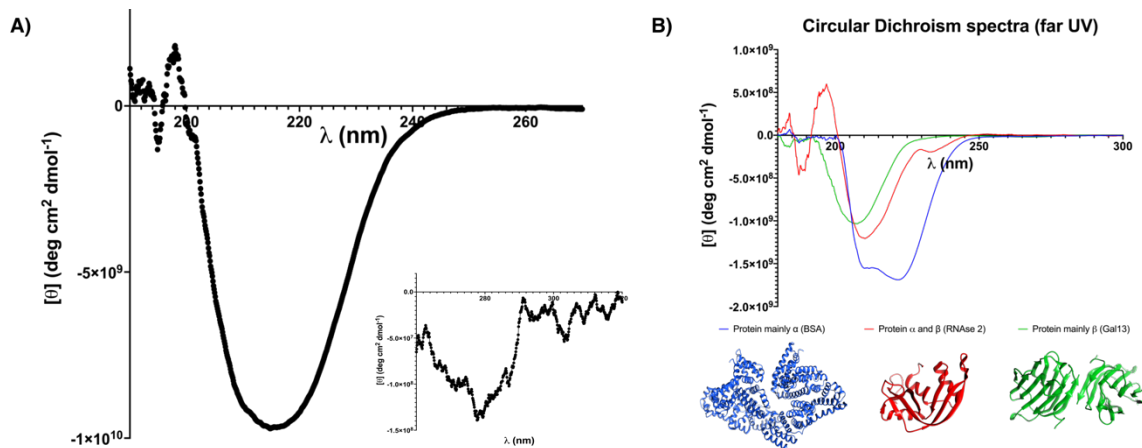 A)
0
200
220
240
260
λ (nm)
[θ] (deg cm² dmol⁻¹)
-5×10⁹
-1×10¹⁰
0.0
280
300
320
[θ] (deg cm² dmol⁻¹)
-5.0×10⁷
-1.0×10⁸
-1.5×10⁸
λ (nm)
B)
Circular Dichroism spectra (far UV)
1.0×10⁹
5.0×10⁸
0.0
200
250
300
λ (nm)
[θ] (deg cm² dmol⁻¹)
-5.0×10⁸
-1.0×10⁹
-1.5×10⁹
-2.0×10⁹
Protein mainly α (BSA)
Protein α and β (RNAse 2)
Protein mainly β (Gal13)